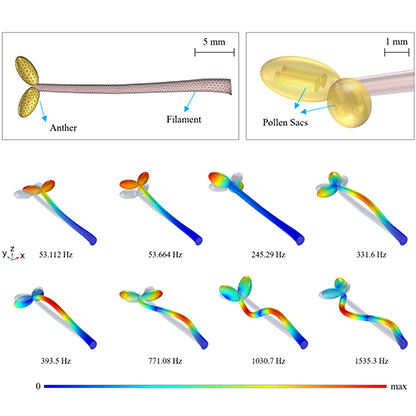 5 mm
1 mm
Anther
Filament
Pollen Sacs
z
y x
53.112 Hz
53.664 Hz
245.29 Hz
331.6 Hz
393.5 Hz
771.08 Hz
1030.7 Hz
1535.3 Hz
0
max